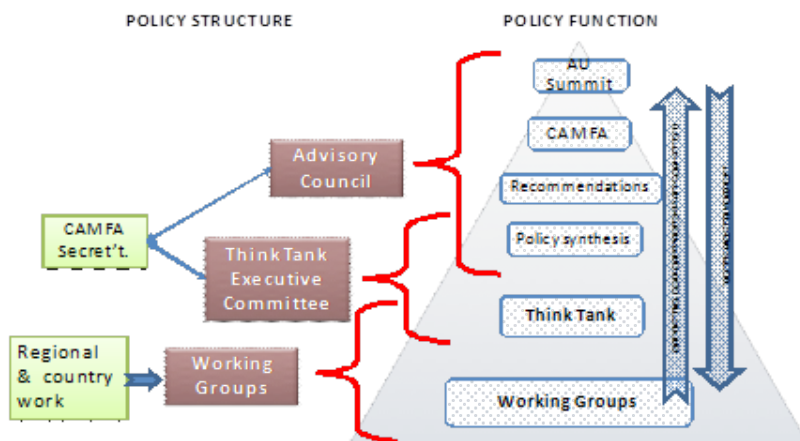 POLICY STRUCTURE
POLICY FUNCTION
AU
Summit
CAMFA
Advisory
Council
Recommendations
CAMFA
Secret't.
Policy synthesis
Think Tank
Executive
Committee
Think Tank
Regional
& country
work
Working
Groups
Working Groups